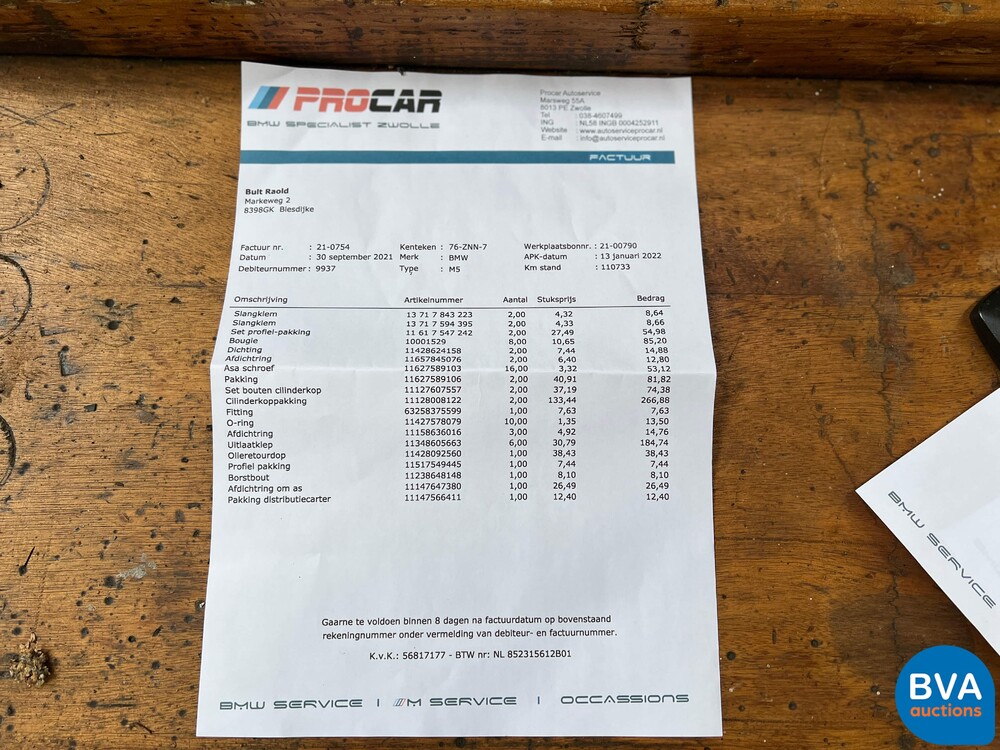 PROCAR
BMW SPECIALIST ZWOLLE
Procar Autoservice
Marsweg 55A
8013 PE Zwolle
Tel : 038-4607499
ING : NL58 INGB 0004252911
Website : www.autoserviceprocar.nl
E-mail : info@autoserviceprocar.nl
FACTUUR
Bult Raold
Markeweg 2
8398GK Blesdijke
Factuur nr. : 21-0754 Kenteken : 76-ZNN-7 Werkplaatsbonnr. : 21-00790
Datum : 30 september 2021 Merk : BMW APK-datum : 13 januari 2022
Debiteurnummer : 9937 Type : M5 Km stand : 110733
Omschrijving Artikelnummer Aantal Stuksprijs Bedrag
Slangklem 13 71 7 843 223 2,00 4,32 8,64
Slangklem 13 71 7 594 395 2,00 4,33 8,66
Set profiel-pakking 11 61 7 547 242 2,00 27,49 54,98
Bougie 10001529 8,00 10,65 85,20
Dichting 11428624158 2,00 7,44 14,88
Afdichtring 11657845076 2,00 6,40 12,80
Asa schroef 11627589103 16,00 3,32 53,12
Pakking 11627589106 2,00 40,91 81,82
Set bouten cilinderkop 11127607557 2,00 37,19 74,38
Cilinderkoppakking 11128008122 2,00 133,44 266,88
Fitting 63258375599 1,00 7,63 7,63
O-ring 11427578079 10,00 1,35 13,50
Afdichtring 11158636016 3,00 4,92 14,76
Uitlaatklep 11348605663 6,00 30,79 184,74
Olieretourdop 11428092560 1,00 38,43 38,43
Profiel pakking 11517549445 1,00 7,44 7,44
Borstbout 11238648148 1,00 8,10 8,10
Afdichtring om as 11147647380 1,00 26,49 26,49
Pakking distributiecarter 11147566411 1,00 12,40 12,40
Gaarne te voldoen binnen 8 dagen na factuurdatum op bovenstaand
rekeningnummer onder vermelding van debiteur- en factuurnummer.
K.v.K.: 56817177 - BTW nr: NL 852315612B01
BMW SERVICE | M SERVICE | OCCASSIONS
BMW SERVICE
BVA
auctions